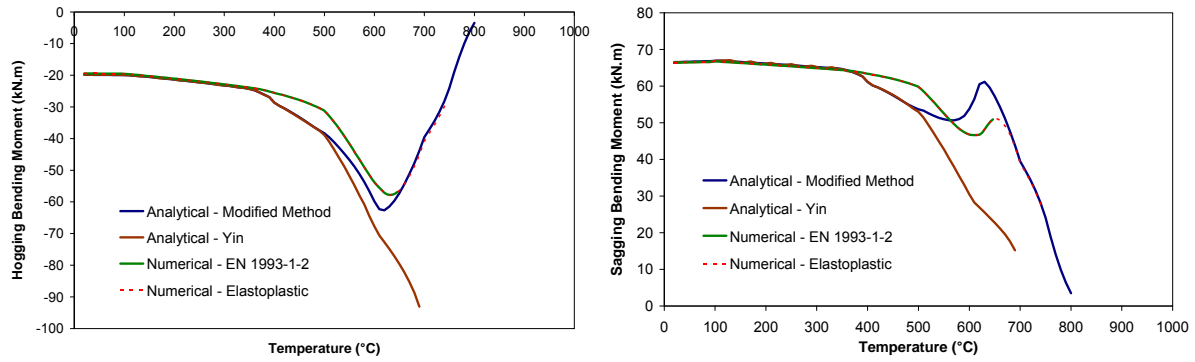 Hogging Bending Moment (kN.m)
0
-10
-20
-30
-40
-50
-60
-70
-80
-90
-100
0 100 200 300 400 500 600 700 800 900 1000
Analytical - Modified Method
Analytical - Yin
Numerical - EN 1993-1-2
Numerical - Elastoplastic
Temperature (°C)
Sagging Bending Moment (kN.m)
80
70
60
50
40
30
20
10
0
Analytical - Modified Method
Analytical - Yin
Numerical - EN 1993-1-2
Numerical - Elastoplastic
0 100 200 300 400 500 600 700 800 900 1000
Temperature (°C)